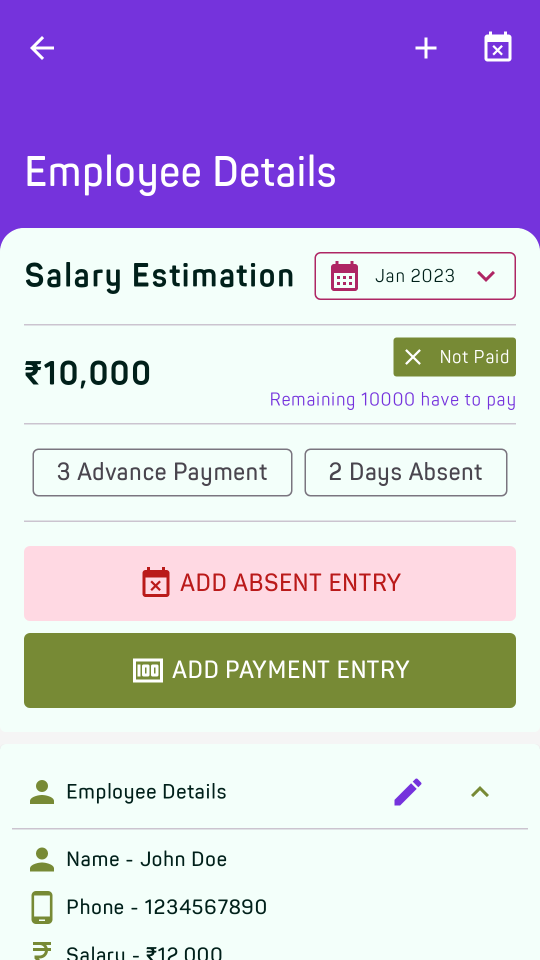 Employee Details
Salary Estimation
Jan 2023
₹10,000
Not Paid
Remaining 10000 have to pay
3 Advance Payment
2 Days Absent
ADD ABSENT ENTRY
100 ADD PAYMENT ENTRY
Employee Details
Name - John Doe
Phone - 1234567890
Salary - ₹12,000